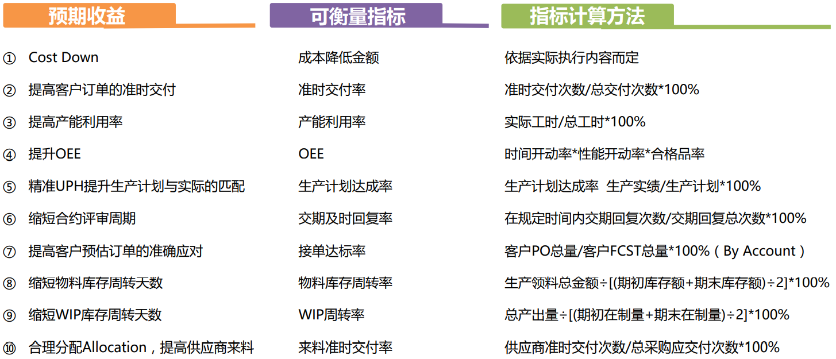 预期收益 可衡量指标 指标计算方法
① Cost Down 成本降低金额 依据实际执行内容而定
② 提高客户订单的准时交付 准时交付率 准时交付次数/总交付次数*100%
③ 提高产能利用率 产能利用率 实际工时/总工时*100%
④ 提升OEE OEE 时间开动率*性能开动率*合格品率
⑤ 精准UPH提升生产计划与实际的匹配 生产计划达成率 生产计划达成率 生产实绩/生产计划*100%
⑥ 缩短合约评审周期 交期及时回复率 在规定时间内交期回复次数/交期回复总次数*100%
⑦ 提高客户预估订单的准确应对 接单达标率 客户PO总量/客户FCST总量*100%（By Account）
⑧ 缩短物料库存周转天数 物料库存周转率 生产领料总金额÷[(期初库存额+期末库存额)÷2]*100%
⑨ 缩短WIP库存周转天数 WIP周转率 总产出量÷[(期初在制量+期末在制量)÷2]*100%
⑩ 合理分配Allocation，提高供应商来料 来料准时交付率 供应商准时交付次数/总采购应交付次数*100%